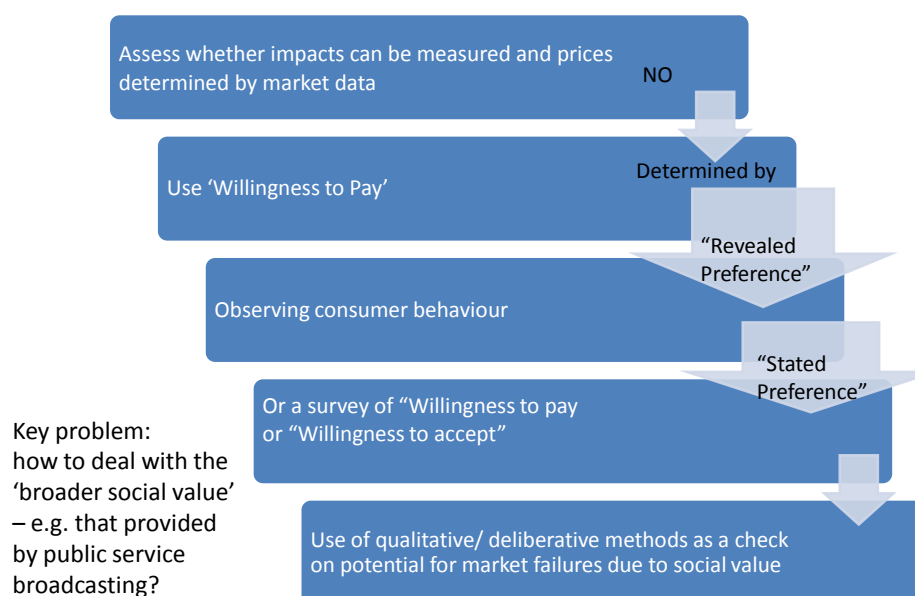 Assess whether impacts can be measured and prices
determined by market data
NO
Use ‘Willingness to Pay’
Determined by
“Revealed
Preference”
Observing consumer behaviour
“Stated
Preference”
Or a survey of “Willingness to pay
or “Willingness to accept”
Key problem:
how to deal with the
‘broader social value’
– e.g. that provided
by public service
broadcasting?
Use of qualitative/ deliberative methods as a check
on potential for market failures due to social value